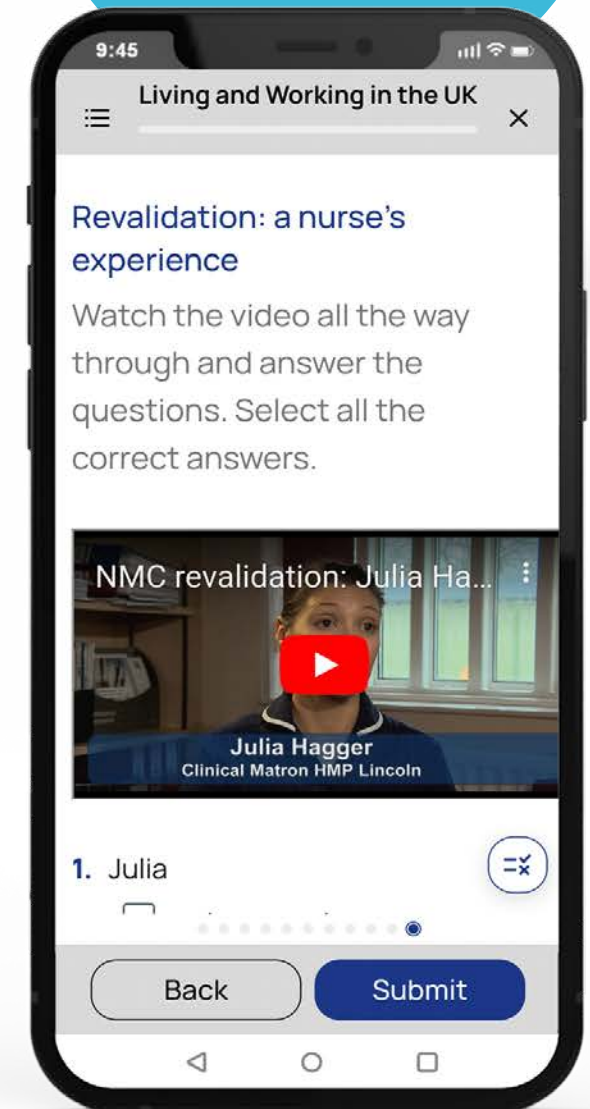 9:45
Living and Working in the UK
Revalidation: a nurse's
experience
Watch the video all the way
through and answer the
questions. Select all the
correct answers.
NMC revalidation: Julia Ha...
Julia Hagger
Clinical Matron HMP Lincoln
1. Julia
Back
Submit